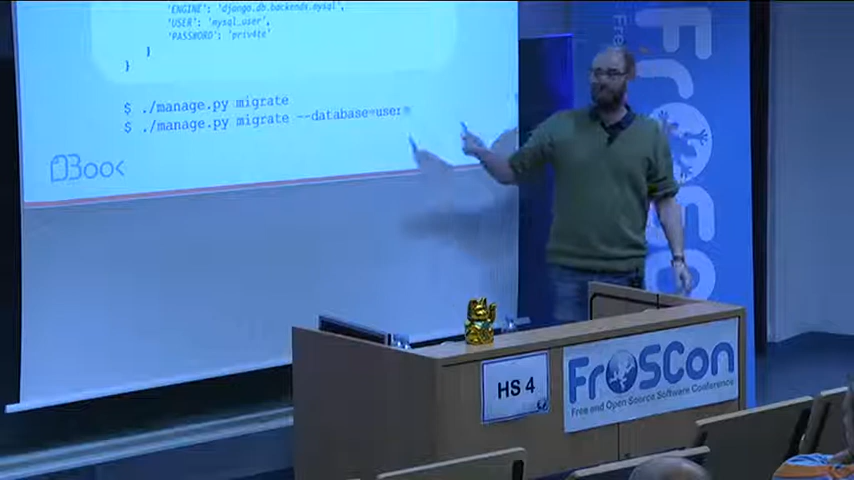 'ENGINE': 'django.db.backends.mysql',
'USER': 'mysql_user',
'PASSWORD': 'priv4te'
}
}
$ ./manage.py migrate
$ ./manage.py migrate --database=users
Book
FrOSCon
HS 4
FrOSCon
Free and Open Source Software Conference